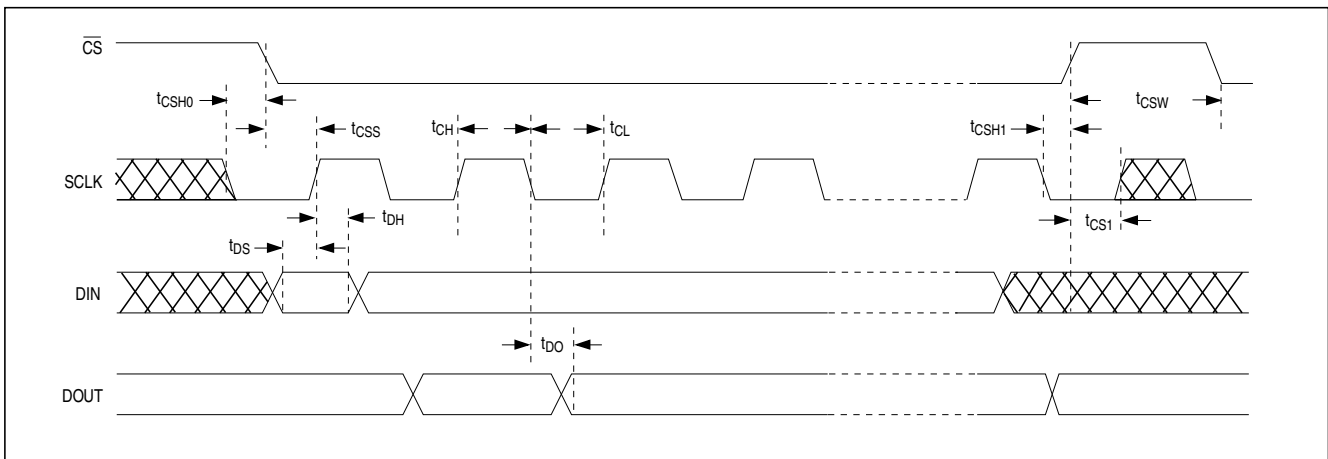 CS
tCSH0
tCSS
tCH
tCL
tCSH1
tCSW
SCLK
tDH
tCS1
tDS
DIN
tDO
DOUT